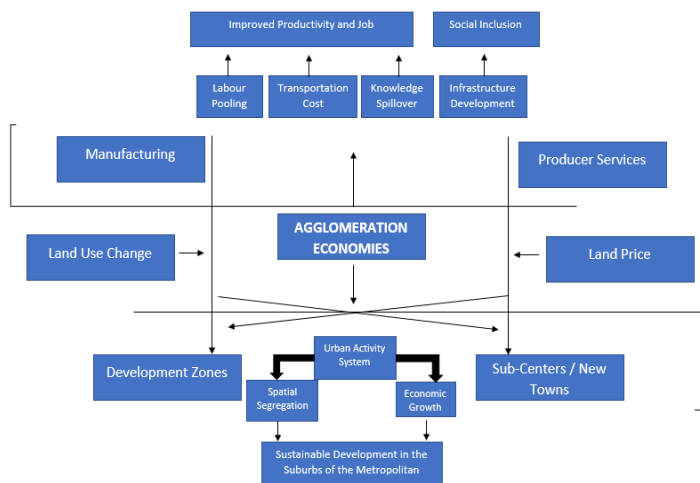 Improved Productivity and Job
Social Inclusion
Labour
Pooling
Transportation
Cost
Knowledge
Spillover
Infrastructure
Development
Manufacturing
Producer Services
AGGLOMERATION
ECONOMIES
Land Use Change
Land Price
Urban Activity
System
Development Zones
Sub-Centers / New
Towns
Spatial
Segregation
Economic
Growth
Sustainable Development in the
Suburbs of the Metropolitan